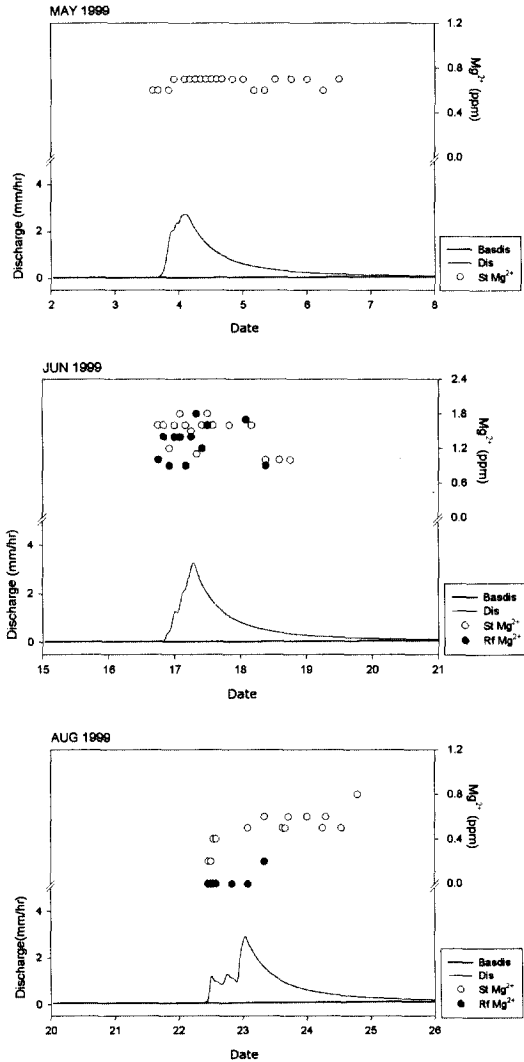 MAY 1999
1.2
0.8
0.4
0.0
Mg2+ (ppm)
4
2
0
Discharge (mm/hr)
2 3 4 5 6 7 8
Date
Basdis
Dis
St Mg2+
JUN 1999
2.4
1.8
1.2
0.6
0.0
Mg2+ (ppm)
4
2
0
Discharge (mm/hr)
15 16 17 18 19 20 21
Date
Basdis
Dis
St Mg2+
Rf Mg2+
AUG 1999
1.2
0.8
0.4
0.0
Mg2+ (ppm)
4
2
0
Discharge(mm/hr)
20 21 22 23 24 25 26
Date
Basdis
Dis
St Mg2+
Rf Mg2+